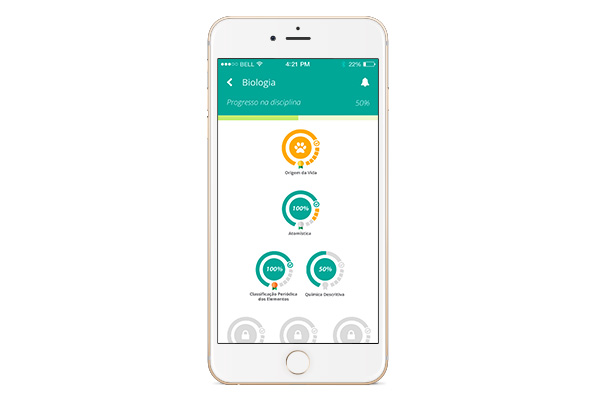 BELL 4:21 PM 22%
Biologia
Progresso na disciplina 50%
Origem da Vida
100%
Atomística
100% 50%
Classificação Periódica
dos Elementos
Química Descritiva